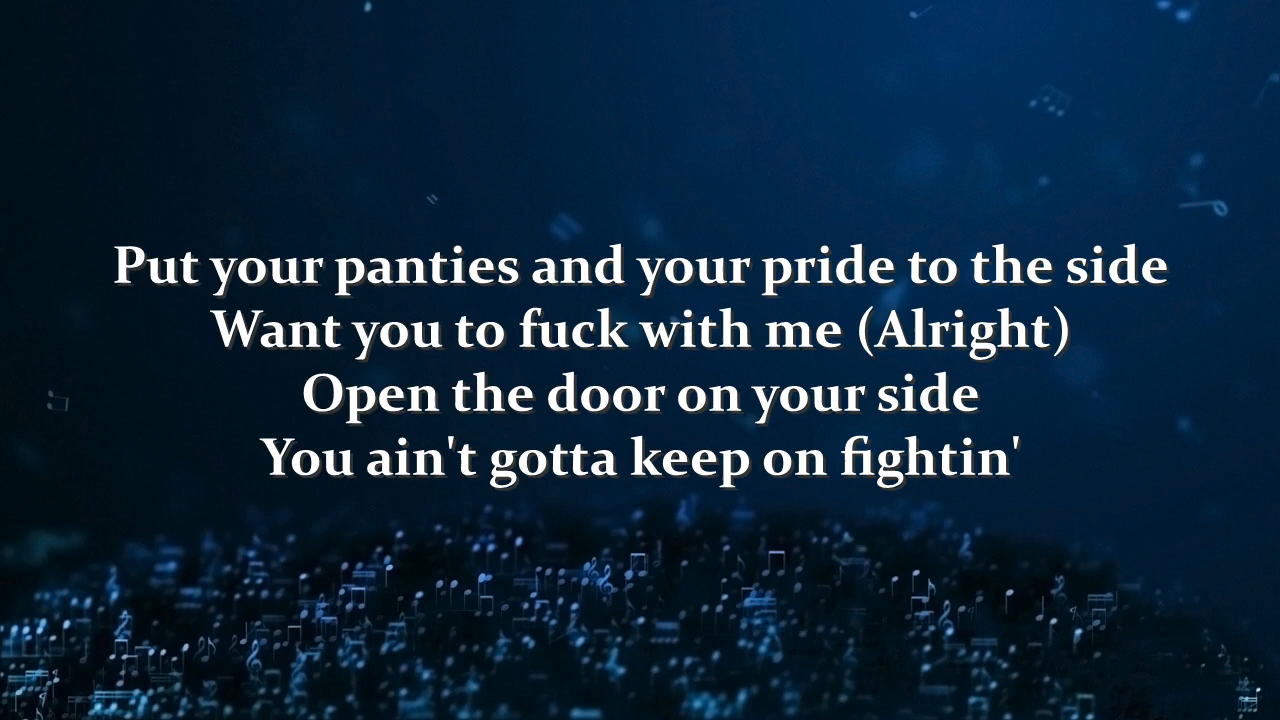 Put your panties and your pride to the side
Want you to fuck with me (Alright)
Open the door on your side
You ain't gotta keep on fightin'